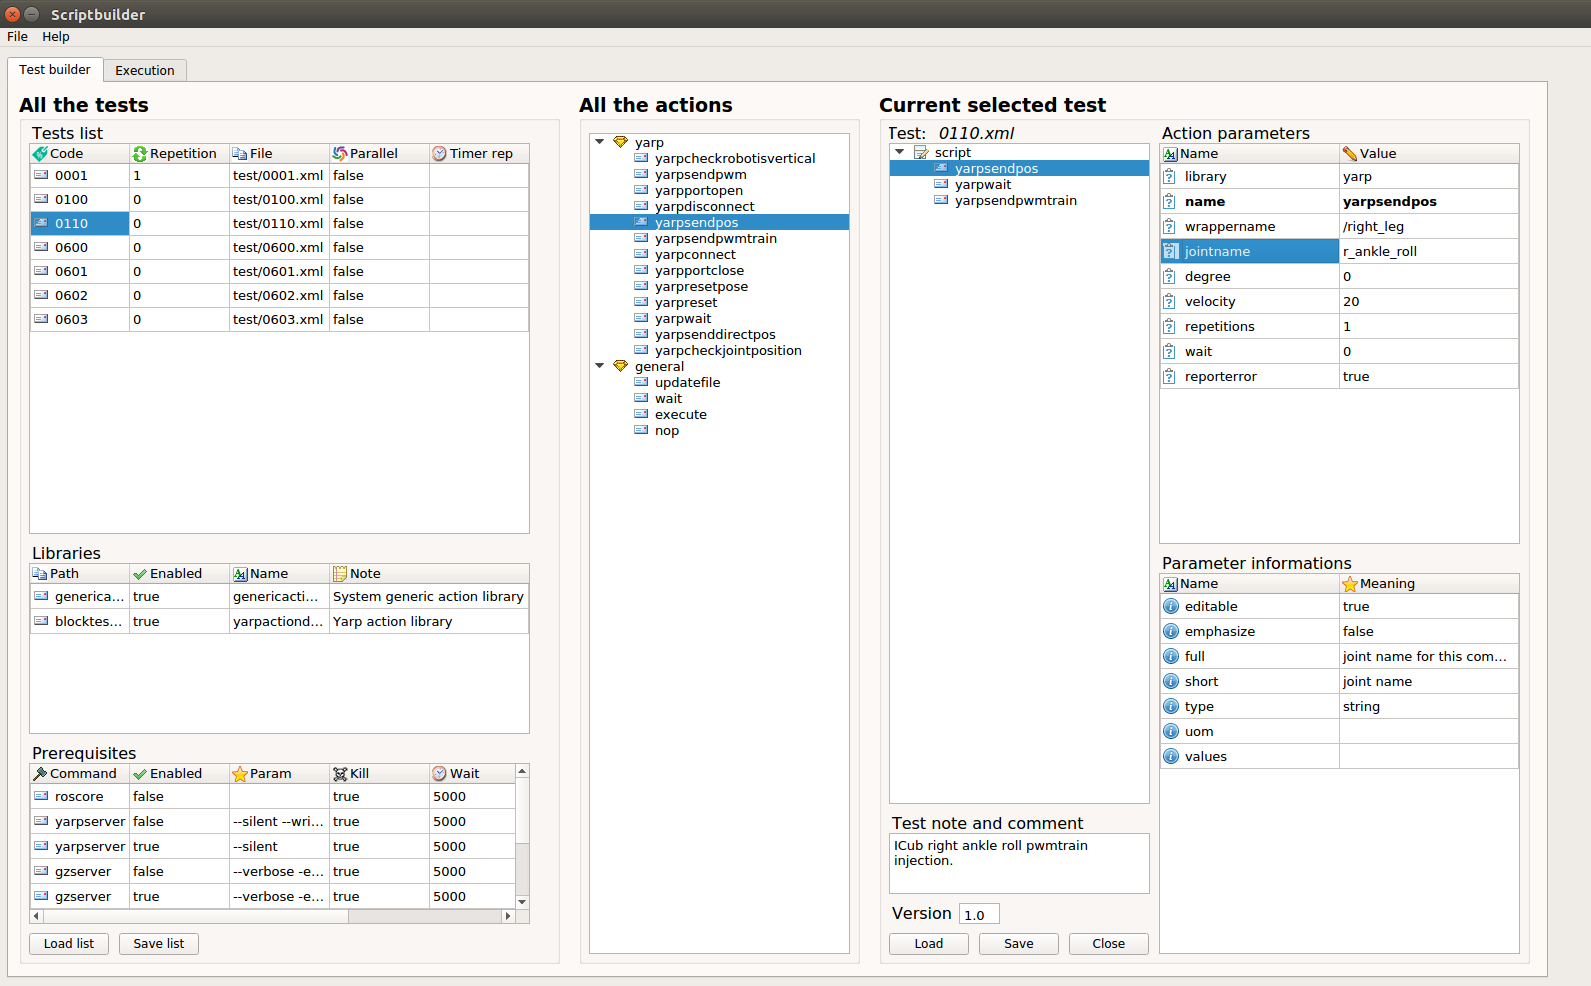 Scriptbuilder
File Help
Test builder Execution
All the tests
Tests list
Code Repetition File Parallel Timer rep
0001 1 test/0001.xml false
0100 0 test/0100.xml false
0110 0 test/0110.xml false
0600 0 test/0600.xml false
0601 0 test/0601.xml false
0602 0 test/0602.xml false
0603 0 test/0603.xml false
Libraries
Path Enabled Name Note
generica... true genericacti... System generic action library
blocktes... true yarpactiond... Yarp action library
Prerequisites
Command Enabled Param Kill Wait
roscore false true 5000
yarpserver false --silent --wri... true 5000
yarpserver true --silent true 5000
gzserver false --verbose -e... true 5000
gzserver true --verbose -e... true 5000
Load list Save list
All the actions
yarp
yarpcheckrobotisvertical
yarpsendpwm
yarpportopen
yarpdisconnect
yarpsendpos
yarpsendpwmtrain
yarpconnect
yarpportclose
yarpresetpose
yarpreset
yarpwait
yarpsenddirectpos
yarpcheckjointposition
general
updatefile
wait
execute
nop
Current selected test
Test: 0110.xml
script
yarpsendpos
yarpwait
yarpsendpwmtrain
Test note and comment
ICub right ankle roll pwmtrain
injection.
Version 1.0
Load Save Close
Action parameters
Name Value
library yarp
name yarpsendpos
wrappername /right_leg
jointname r_ankle_roll
degree 0
velocity 20
repetitions 1
wait 0
reporterror true
Parameter informations
Name Meaning
editable true
emphasize false
full joint name for this com...
short joint name
type string
uom
values